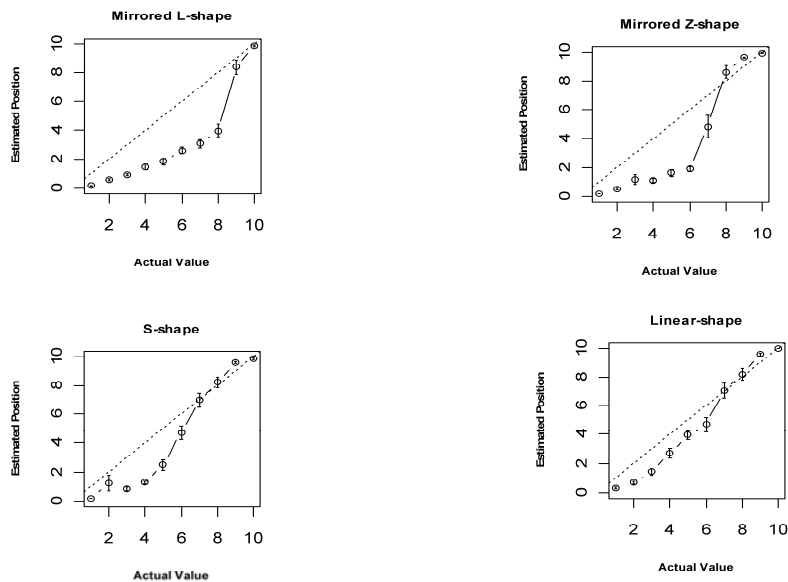 Mirrored L-shape
Estimated Position
10
8
6
4
2
0
2 4 6 8 10
Actual Value
Mirrored Z-shape
Estimated Position
10
8
6
4
2
0
2 4 6 8 10
Actual Value
S-shape
Estimated Position
10
8
6
4
2
0
2 4 6 8 10
Actual Value
Linear-shape
Estimated Position
10
8
6
4
2
0
2 4 6 8 10
Actual Value